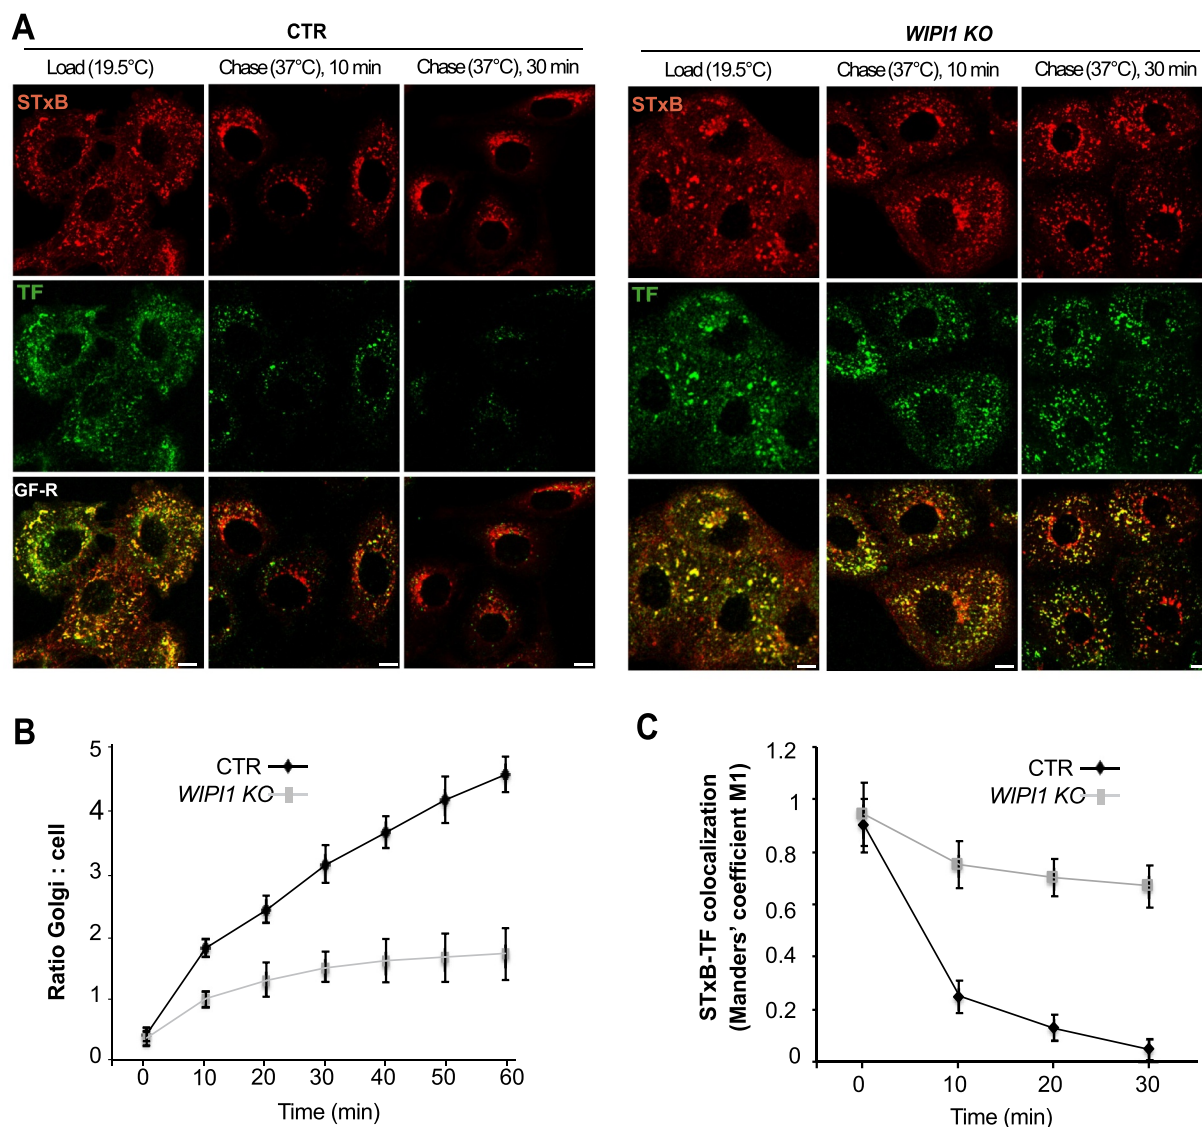 A
CTR
WIPI1 KO
Load (19.5°C) Chase (37°C), 10 min Chase (37°C), 30 min
Load (19.5°C) Chase (37°C), 10 min Chase (37°C), 30 min
STxB
STxB
TF
TF
GF-R
B
5
4
3
2
1
0
Ratio Golgi : cell
CTR
WIPI1 KO
0 10 20 30 40 50 60
Time (min)
C
1.2
1
0.8
0.6
0.4
0.2
0
STxB-TF colocalization
(Manders' coefficient M1)
CTR
WIPI1 KO
0 10 20 30
Time (min)